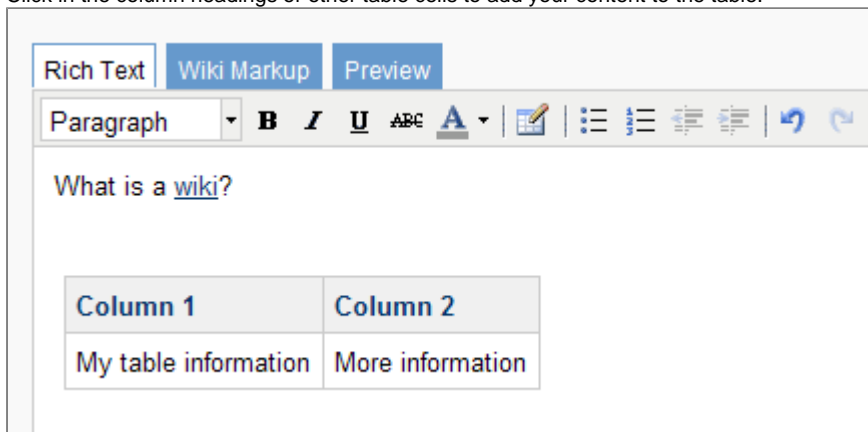 Click in the column headings or other table cells to add your content to the table.
Rich Text Wiki Markup Preview
Paragraph B I U ABC A
What is a wiki?
Column 1 Column 2
My table information More information